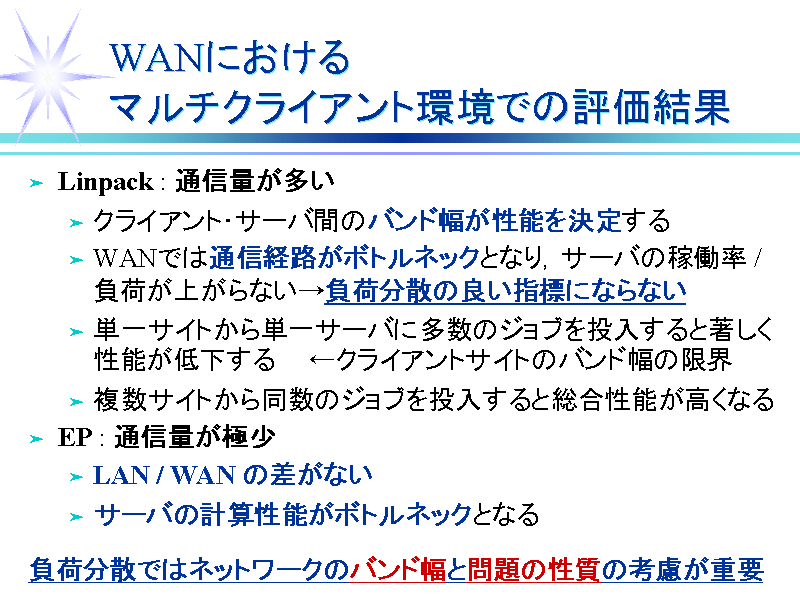 WANにおける
マルチクライアント環境での評価結果
Linpack : 通信量が多い
クライアント・サーバ間のバンド幅が性能を決定する
WANでは通信経路がボトルネックとなり, サーバの稼働率 /
負荷が上がらない→負荷分散の良い指標にならない
単一サイトから単一サーバに多数のジョブを投入すると著しく
性能が低下する ←クライアントサイトのバンド幅の限界
複数サイトから同数のジョブを投入すると総合性能が高くなる
EP : 通信量が極少
LAN / WAN の差がない
サーバの計算性能がボトルネックとなる
負荷分散ではネットワークのバンド幅と問題の性質の考慮が重要